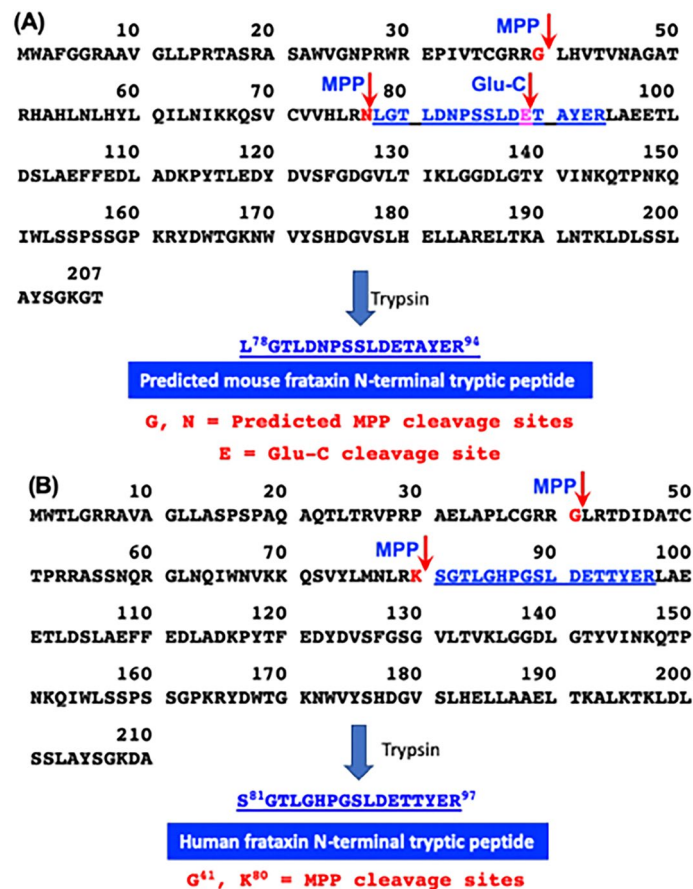 (A)
MPP
10 20 30 50
MWAFGGRAAV GLLPRTASRA SAWVGNPRWR EPIVTCGRRG LHVTVNAGAT
MPP Glu-C
60 70 80 100
RHAHLNLHYL QILNIKKQSV CVVHLRNLGT LDNPSSLDET AYERLAEETL
110 120 130 140 150
DSLAEFFEDL ADKPYTLEDY DVSFGDGVLT IKLGGDLGTY VINKQTPNKQ
160 170 180 190 200
IWLSSPSSGP KRYDWTGKNW VYSHDGVSLH ELLARELTKA LNTKLDLSSL
207
AYSGKGT
Trypsin
L⁷⁸GTLDNPSSLDETAYER⁹⁴
Predicted mouse frataxin N-terminal tryptic peptide
G, N = Predicted MPP cleavage sites
E = Glu-C cleavage site
(B)
MPP
10 20 30 50
MWTLGRRAVA GLLASPSPAQ AQTLTRVPRP AELAPLCGRR GLRTDIDATC
MPP
60 70 90 100
TPRRASSNQR GLNQIWNVKK QSVYLMNLRK SGTLGHPGSL DETTYERLAE
110 120 130 140 150
ETLDSLAEFF EDLADKPYTF EDYDVSFGSG VLTVKLGGDL GTYVINKQTP
160 170 180 190 200
NKQIWLSSPS SGPKRYDWTG KNWVYSHDGV SLHELLAAEL TKALKTKLDL
210
SSLAYSGKDA
Trypsin
S⁸¹GTLGHPGSLDETTYER⁹⁷
Human frataxin N-terminal tryptic peptide
G⁴¹, K⁸⁰ = MPP cleavage sites